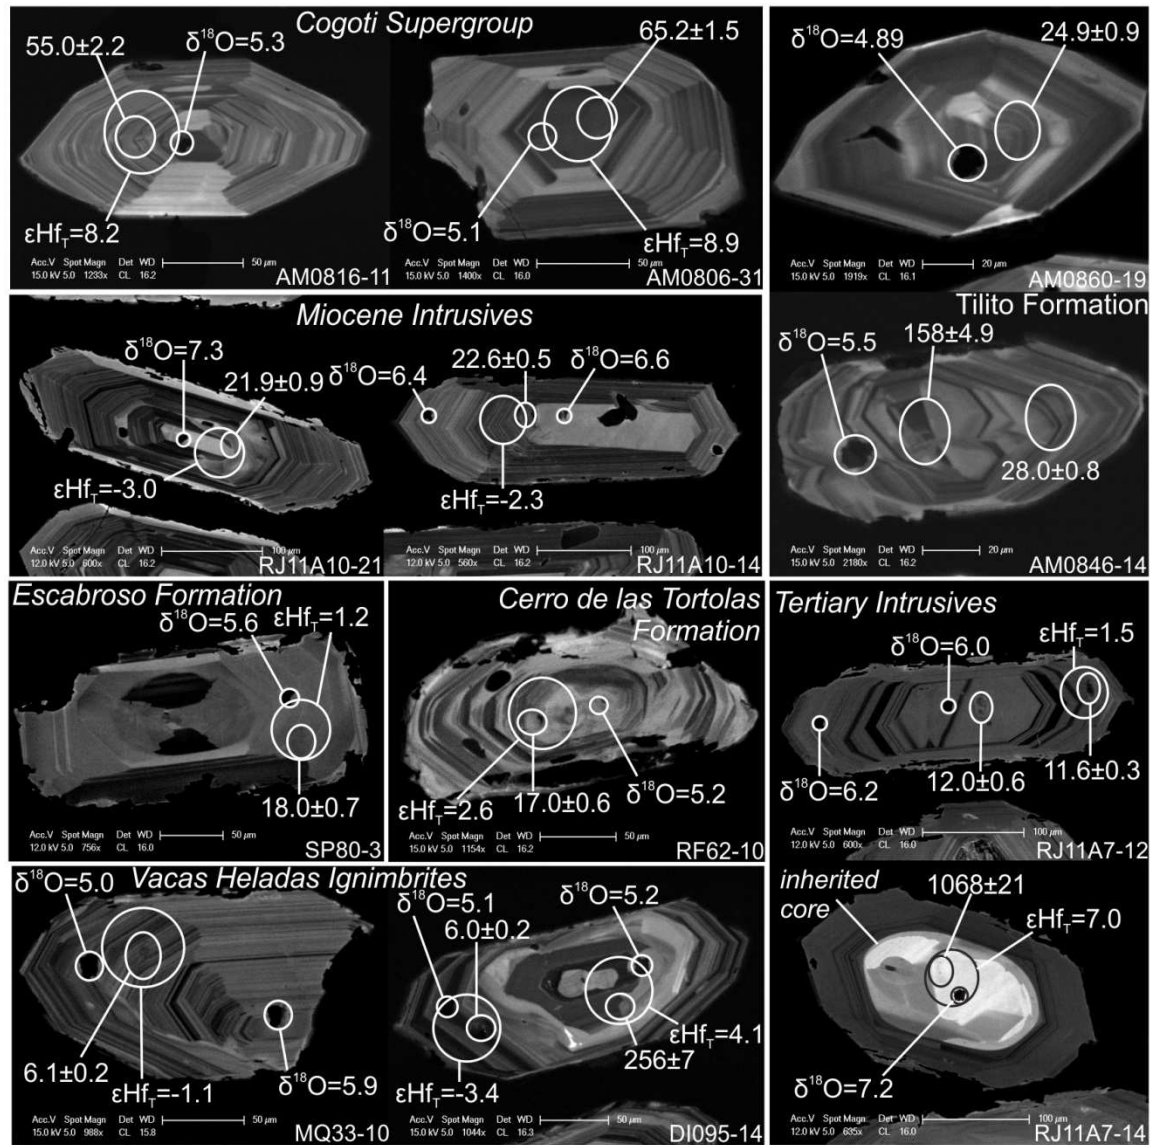 Cogoti Supergroup
55.0±2.2
δ¹⁸O=5.3
εHfT=8.2
Acc.V Spot Magn Det WD
15.0 kV 5.0 1233x CL 16.2
50 µm
AM0816-11
65.2±1.5
δ¹⁸O=5.1
εHfT=8.9
Acc.V Spot Magn Det WD
15.0 kV 5.0 1400x CL 16.0
50 µm
AM0806-31
δ¹⁸O=4.89
24.9±0.9
Acc.V Spot Magn Det WD
15.0 kV 5.0 1919x CL 16.1
20 µm
AM0860-19
Miocene Intrusives
δ¹⁸O=7.3
21.9±0.9
εHfT=-3.0
Acc.V Spot Magn Det WD
12.0 kV 5.0 600x CL 16.2
100 µm
RJ11A10-21
δ¹⁸O=6.4
22.6±0.5
δ¹⁸O=6.6
εHfT=-2.3
Acc.V Spot Magn Det WD
12.0 kV 5.0 560x CL 16.2
100 µm
RJ11A10-14
Tilito Formation
δ¹⁸O=5.5
158±4.9
28.0±0.8
Acc.V Spot Magn Det WD
15.0 kV 5.0 2180x CL 16.2
20 µm
AM0846-14
Escabroso Formation
δ¹⁸O=5.6
εHfT=1.2
18.0±0.7
Acc.V Spot Magn Det WD
12.0 kV 5.0 756x CL 16.0
50 µm
SP80-3
Cerro de las Tortolas
Formation
εHfT=2.6
17.0±0.6
δ¹⁸O=5.2
Acc.V Spot Magn Det WD
15.0 kV 5.0 1154x CL 16.2
50 µm
RF62-10
Tertiary Intrusives
δ¹⁸O=6.0
εHfT=1.5
δ¹⁸O=6.2
12.0±0.6
11.6±0.3
Acc.V Spot Magn Det WD
12.0 kV 5.0 600x CL 16.0
100 µm
RJ11A7-12
Vacas Heladas Ignimbrites
δ¹⁸O=5.0
6.1±0.2
εHfT=-1.1
δ¹⁸O=5.9
Acc.V Spot Magn Det WD
15.0 kV 5.0 988x CL 15.8
50 µm
MQ33-10
δ¹⁸O=5.1
6.0±0.2
δ¹⁸O=5.2
εHfT=4.1
256±7
εHfT=-3.4
Acc.V Spot Magn Det WD
15.0 kV 5.0 1044x CL 16.3
50 µm
DI095-14
inherited
core
1068±21
εHfT=7.0
δ¹⁸O=7.2
Acc.V Spot Magn Det WD
12.0 kV 5.0 635x CL 16.0
100 µm
RJ11A7-14